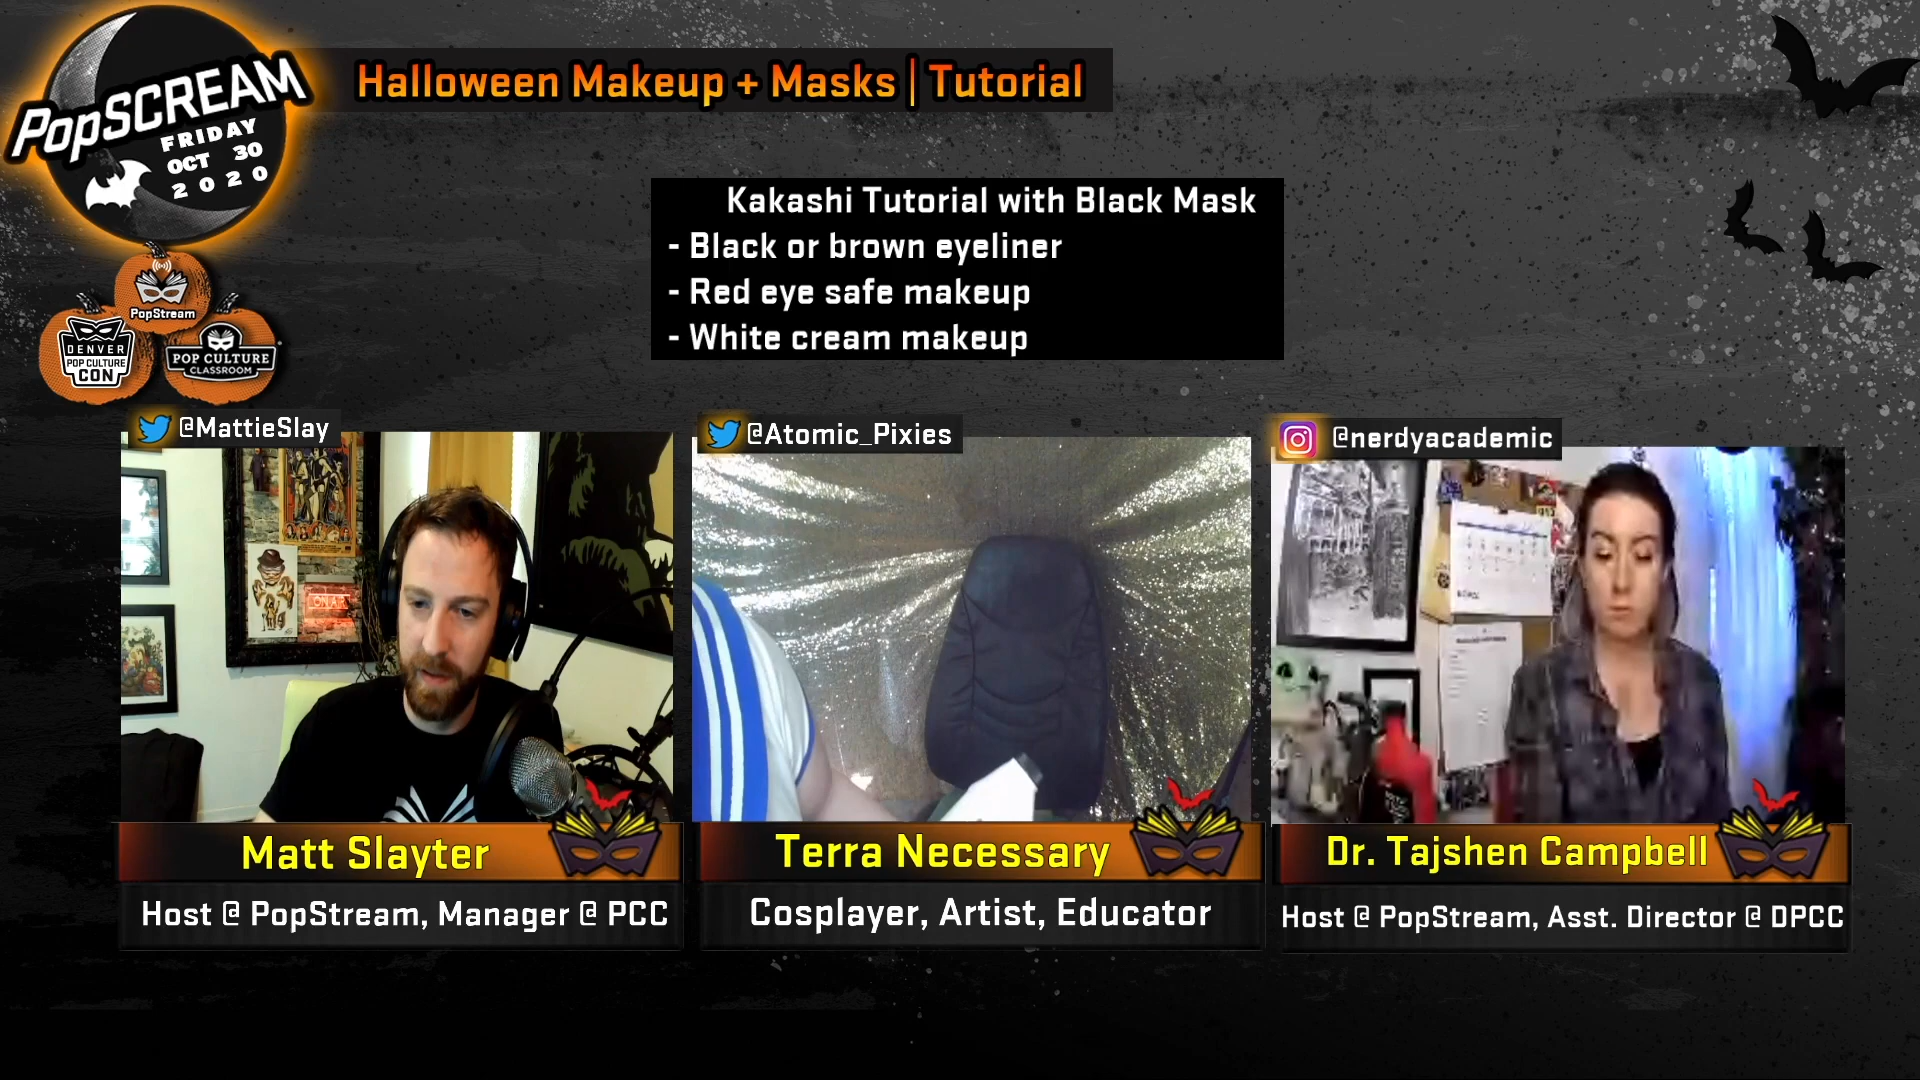 PopSCREAM
FRIDAY
OCT 30
2020
Halloween Makeup + Masks | Tutorial
Kakashi Tutorial with Black Mask
- Black or brown eyeliner
- Red eye safe makeup
- White cream makeup
PopStream
DENVER
POP CULTURE
CON
POP CULTURE
CLASSROOM
@MattieSlay
@Atomic_Pixies
@nerdyacademic
ON AIR
Matt Slayter
Host @ PopStream, Manager @ PCC
Terra Necessary
Cosplayer, Artist, Educator
Dr. Tajshen Campbell
Host @ PopStream, Asst. Director @ DPCC